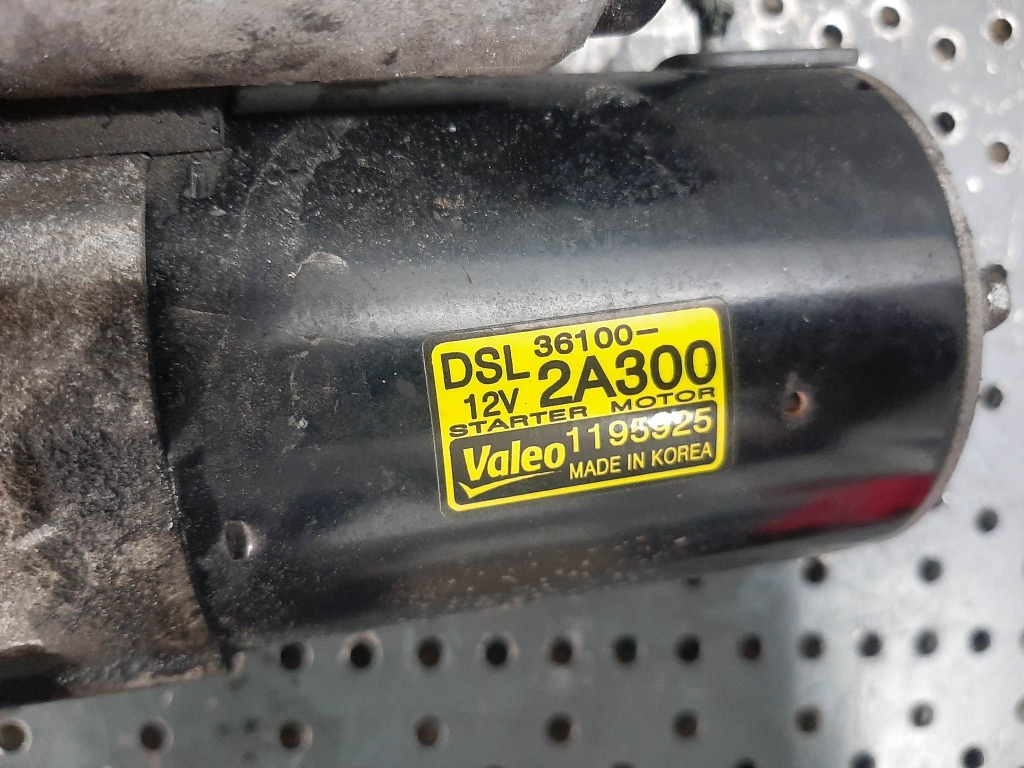 DSL 36100-
12V 2A300
STARTER MOTOR
Valeo 1195925
MADE IN KOREA